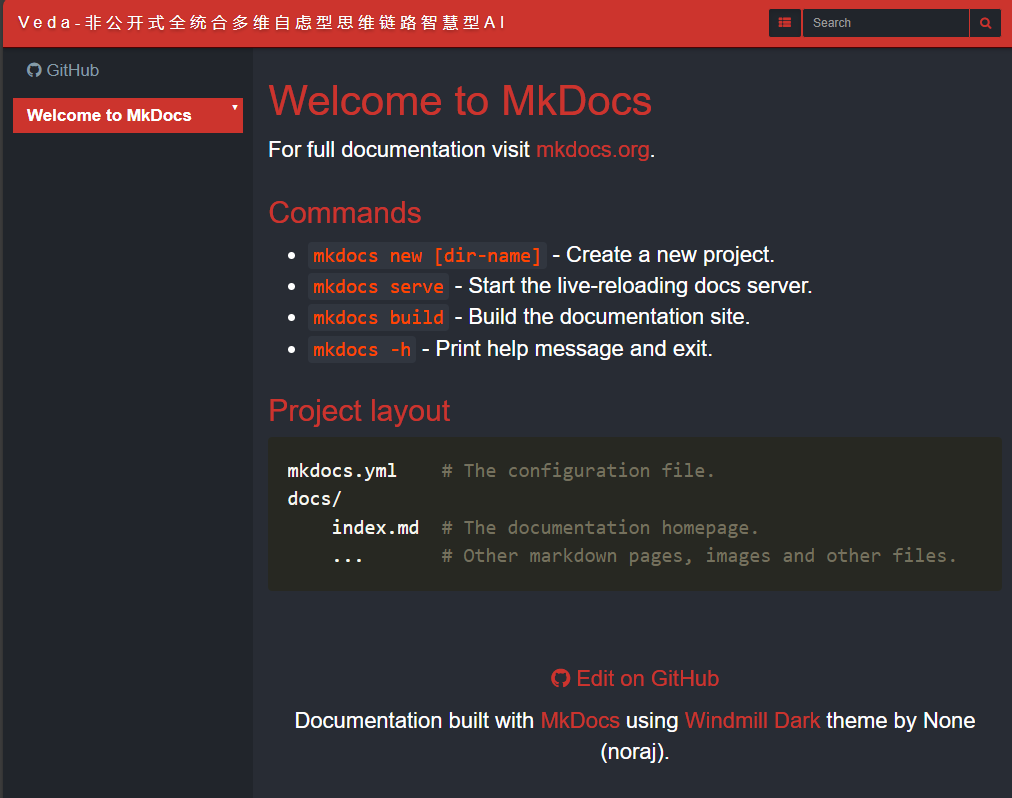 Veda-非公开式全统合多维自虑型思维链路智慧型AI
Search
GitHub
Welcome to MkDocs
Welcome to MkDocs
For full documentation visit mkdocs.org.
Commands
mkdocs new [dir-name] - Create a new project.
mkdocs serve - Start the live-reloading docs server.
mkdocs build - Build the documentation site.
mkdocs -h - Print help message and exit.
Project layout
mkdocs.yml    # The configuration file.
docs/
    index.md  # The documentation homepage.
    ...       # Other markdown pages, images and other files.
Edit on GitHub
Documentation built with MkDocs using Windmill Dark theme by None
(noraj).